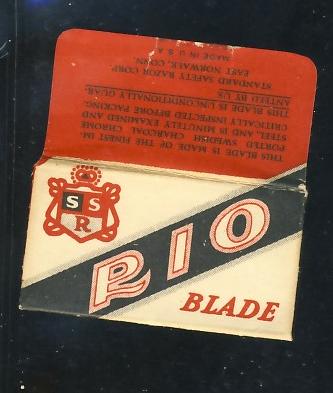 THIS BLADE IS MADE OF THE FINEST IM-
PORTED SWEDISH CHARCOAL CHROME
STEEL AND IS MINUTELY EXAMINED AND
CRITICALLY INSPECTED BEFORE PACKING.
THIS BLADE IS UNCONDITIONALLY GUAR-
ANTEED BY US
STANDARD SAFETY RAZOR CORP
EAST NORWALK, CONN.
MADE IN U.S.A.
S S
R
RIO
BLADE